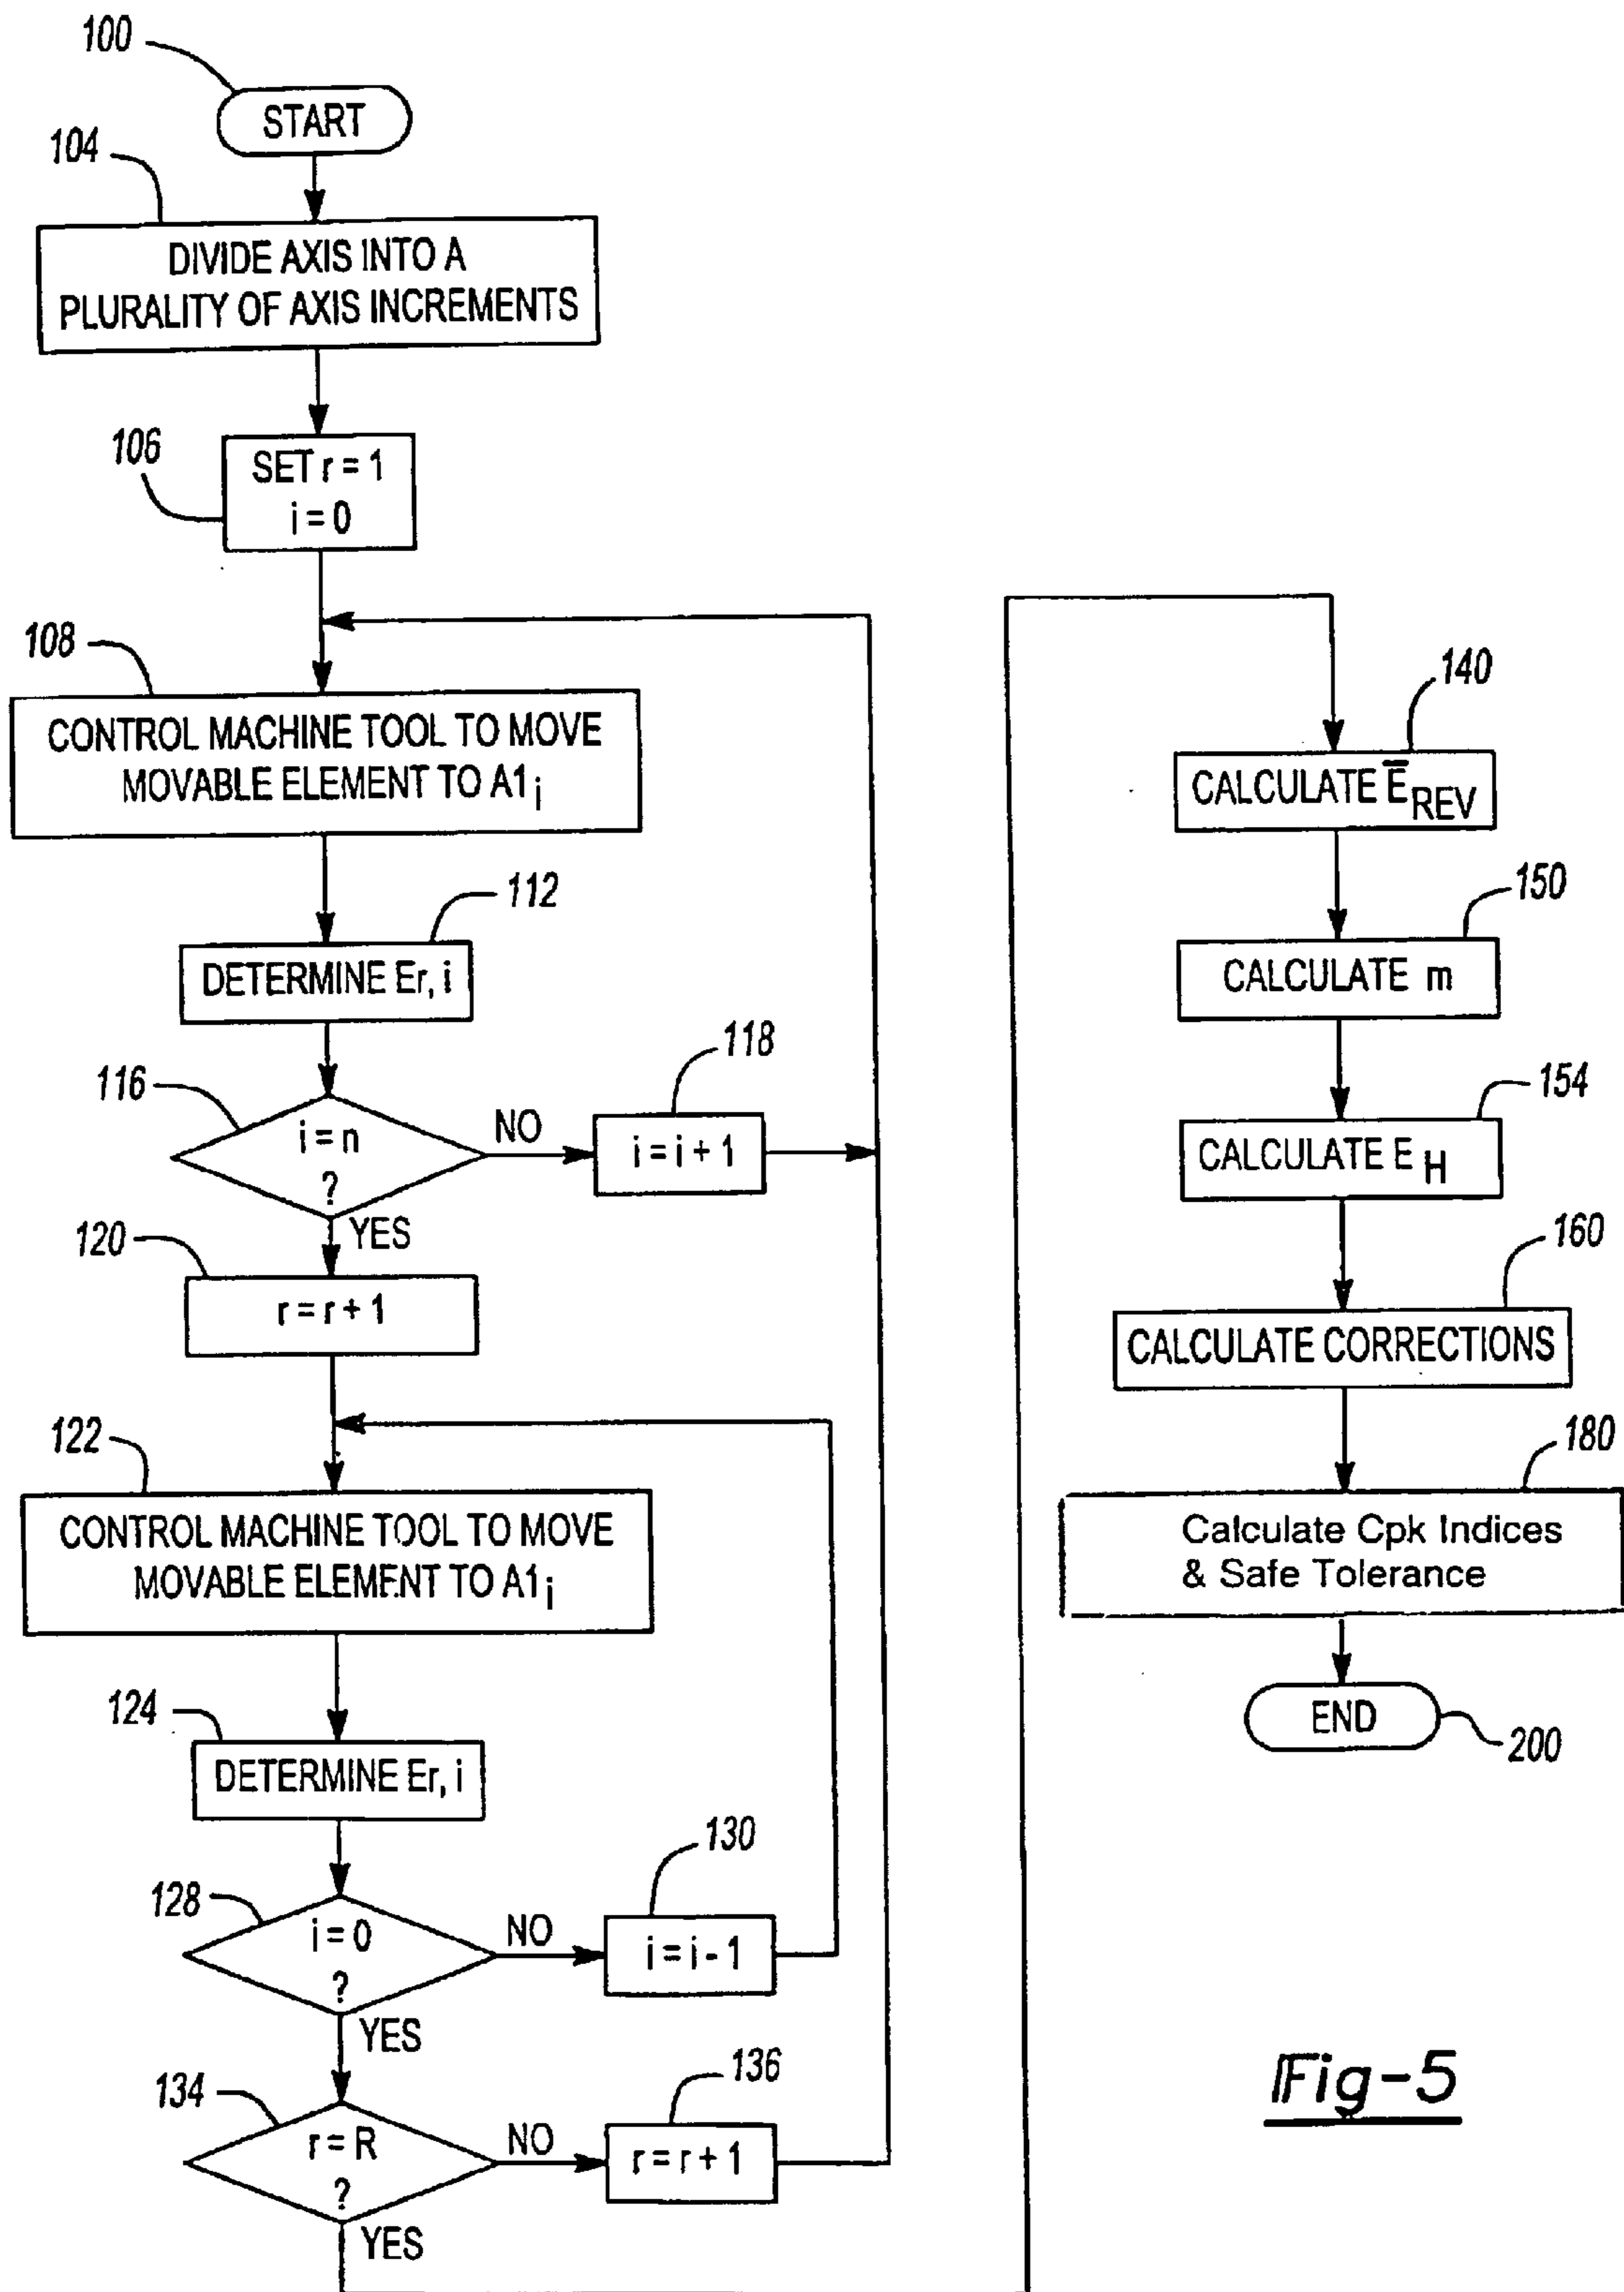 100
START
104
DIVIDE AXIS INTO A
PLURALITY OF AXIS INCREMENTS
106
SET r = 1
i = 0
108
CONTROL MACHINE TOOL TO MOVE
MOVABLE ELEMENT TO A1i
112
DETERMINE Er, i
116
i = n
?
NO
118
i = i + 1
YES
120
r = r + 1
122
CONTROL MACHINE TOOL TO MOVE
MOVABLE ELEMENT TO A1i
124
DETERMINE Er, i
128
i = 0
?
NO
130
i = i - 1
YES
134
r = R
?
NO
136
r = r + 1
YES
140
CALCULATE E̅REV
150
CALCULATE m
154
CALCULATE EH
160
CALCULATE CORRECTIONS
180
Calculate Cpk Indices
& Safe Tolerance
END
200
Fig-5